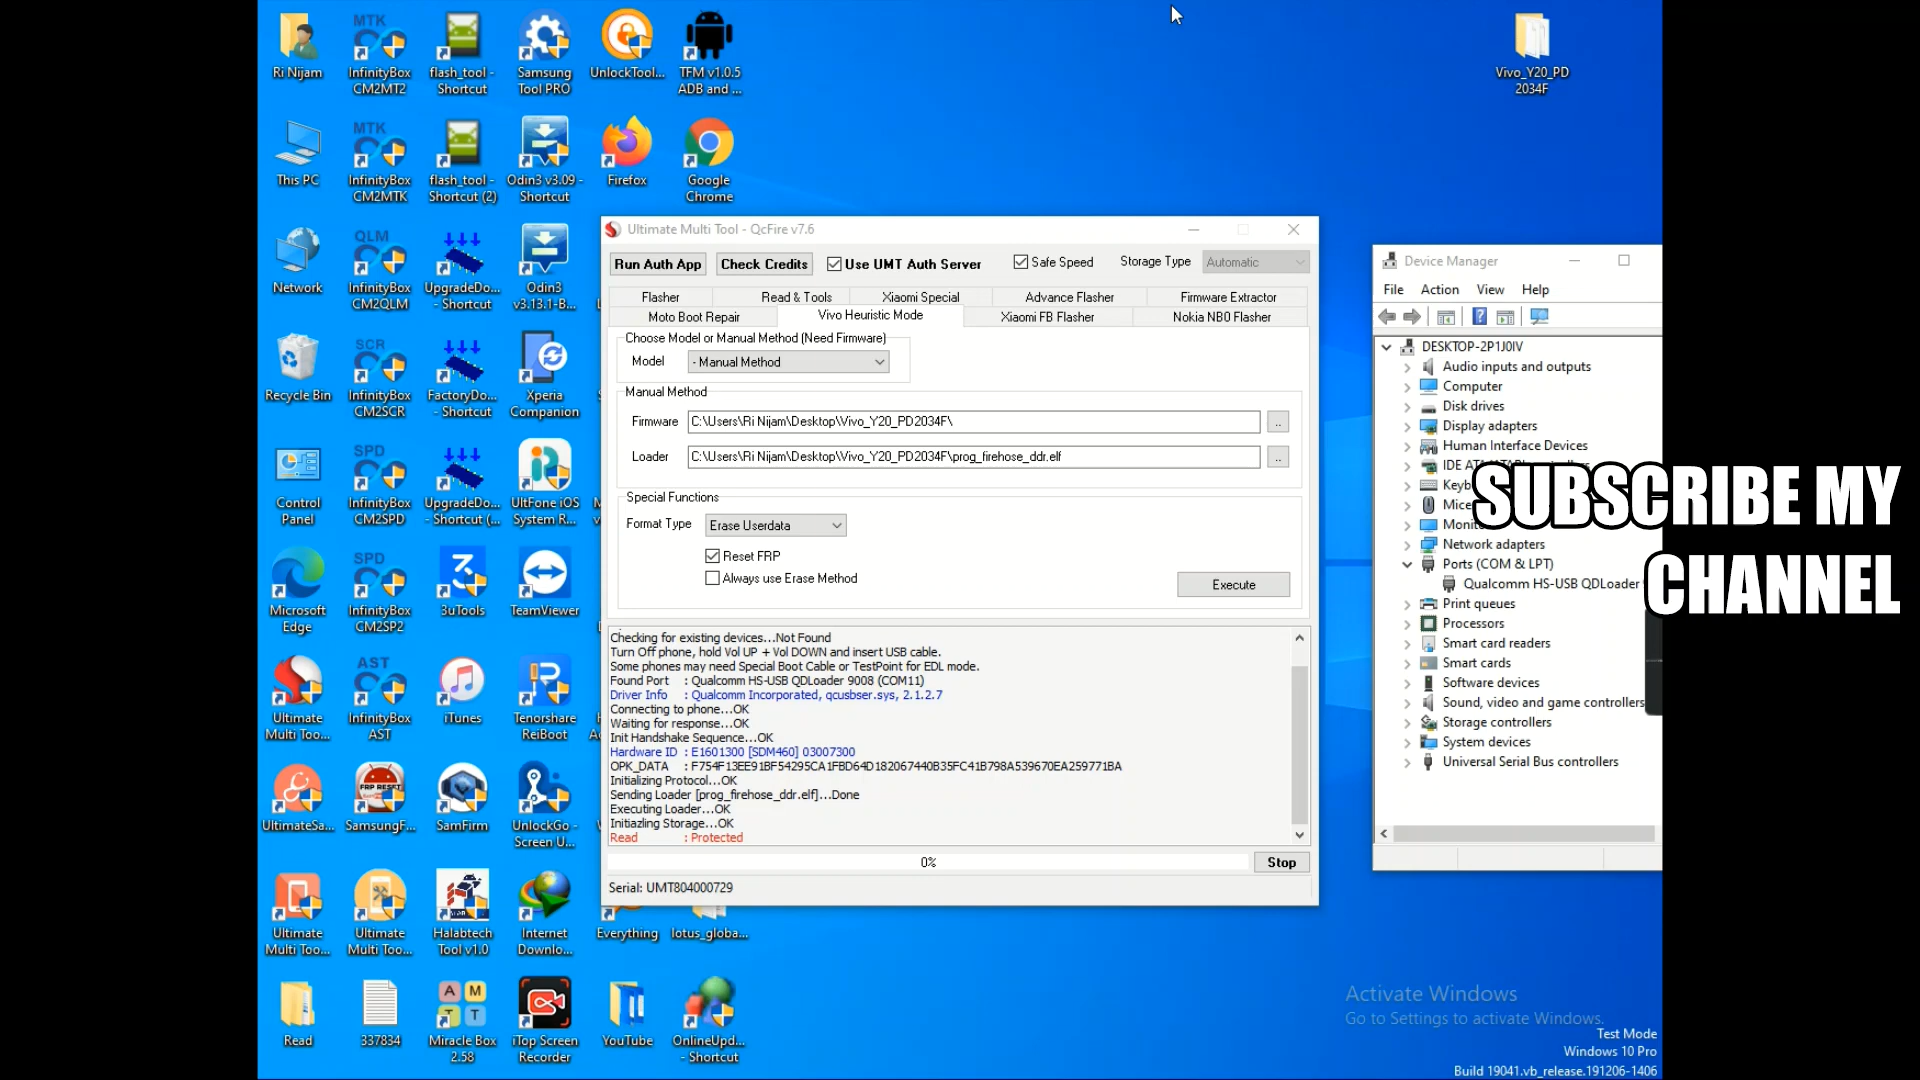 Ri Nijam
MTK
InfinityBox
CM2MT2
flash_tool -
Shortcut
Samsung
Tool PRO
UnlockTool...
TFM v1.0.5
ADB and ...
Vivo_Y20_PD
2034F
This PC
MTK
InfinityBox
CM2MTK
flash_tool -
Shortcut (2)
Odin3 v3.09 -
Shortcut
Firefox
Google
Chrome
Network
QLM
InfinityBox
CM2QLM
UpgradeDo...
- Shortcut
Odin3
v3.13.1-B...
Recycle Bin
SCR
InfinityBox
CM2SCR
FactoryDo...
- Shortcut
Xperia
Companion
Control
Panel
SPD
InfinityBox
CM2SPD
UpgradeDo...
- Shortcut (...
UltFone iOS
System R...
Microsoft
Edge
SPD
InfinityBox
CM2SP2
3uTools
TeamViewer
Ultimate
Multi Too...
AST
InfinityBox
AST
iTunes
Tenorshare
ReiBoot
UltimateSa...
FRP RESET
SamsungF...
SamFirm
UnlockGo -
Screen U...
Ultimate
Multi Too...
Ultimate
Multi Too...
Halabtech
Tool v1.0
Internet
Downlo...
Everything
lotus_globa...
Read
337834
A M
T T
Miracle Box
2.58
iTop Screen
Recorder
YouTube
OnlineUpd...
- Shortcut
Ultimate Multi Tool - QcFire v7.6
Run Auth App
Check Credits
Use UMT Auth Server
Safe Speed
Storage Type
Automatic
Flasher
Read & Tools
Xiaomi Special
Advance Flasher
Firmware Extractor
Moto Boot Repair
Vivo Heuristic Mode
Xiaomi FB Flasher
Nokia NB0 Flasher
Choose Model or Manual Method (Need Firmware)
Model
- Manual Method
Manual Method
Firmware
C:\Users\Ri Nijam\Desktop\Vivo_Y20_PD2034F\
..
Loader
C:\Users\Ri Nijam\Desktop\Vivo_Y20_PD2034F\prog_firehose_ddr.elf
..
Special Functions
Format Type
Erase Userdata
Reset FRP
Always use Erase Method
Execute
Checking for existing devices...Not Found
Turn Off phone, hold Vol UP + Vol DOWN and insert USB cable.
Some phones may need Special Boot Cable or TestPoint for EDL mode.
Found Port : Qualcomm HS-USB QDLoader 9008 (COM11)
Driver Info : Qualcomm Incorporated, qcusbser.sys, 2.1.2.7
Connecting to phone...OK
Waiting for response...OK
Init Handshake Sequence...OK
Hardware ID : E1601300 [SDM460] 03007300
OPK_DATA : F754F13EE91BF54295CA1FBD64D182067440B35FC41B798A539670EA259771BA
Initializing Protocol...OK
Sending Loader [prog_firehose_ddr.elf]...Done
Executing Loader...OK
Initiazling Storage...OK
Read : Protected
0%
Stop
Serial: UMT804000729
Device Manager
File Action View Help
DESKTOP-2P1J0IV
Audio inputs and outputs
Computer
Disk drives
Display adapters
Human Interface Devices
IDE
Keyb
Mice
Monit
Network adapters
Ports (COM & LPT)
Qualcomm HS-USB QDLoader
Print queues
Processors
Smart card readers
Smart cards
Software devices
Sound, video and game controllers
Storage controllers
System devices
Universal Serial Bus controllers
SUBSCRIBE MY
CHANNEL
Activate Windows
Go to Settings to activate Windows.
Test Mode
Windows 10 Pro
Build 19041.vb_release.191206-1406